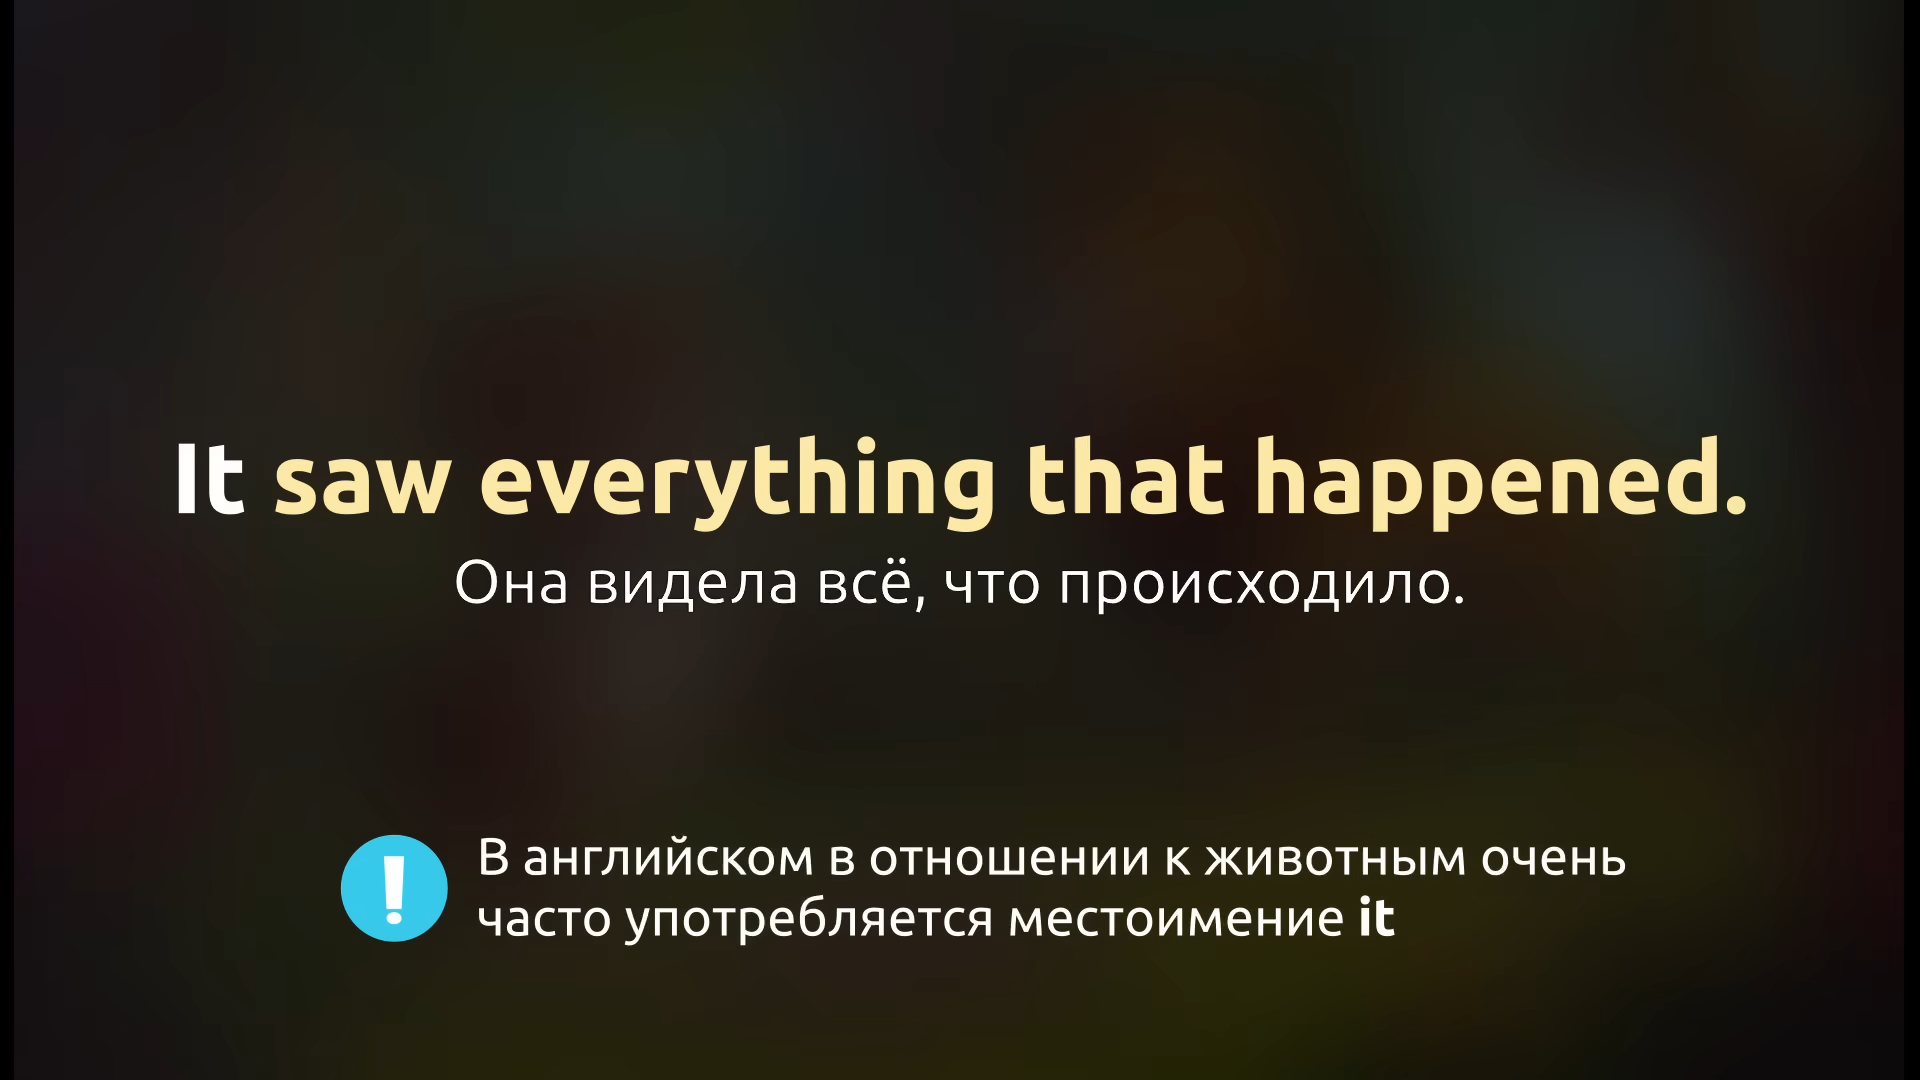 It saw everything that happened.
Она видела всё, что происходило.
! В английском в отношении к животным очень
часто употребляется местоимение it